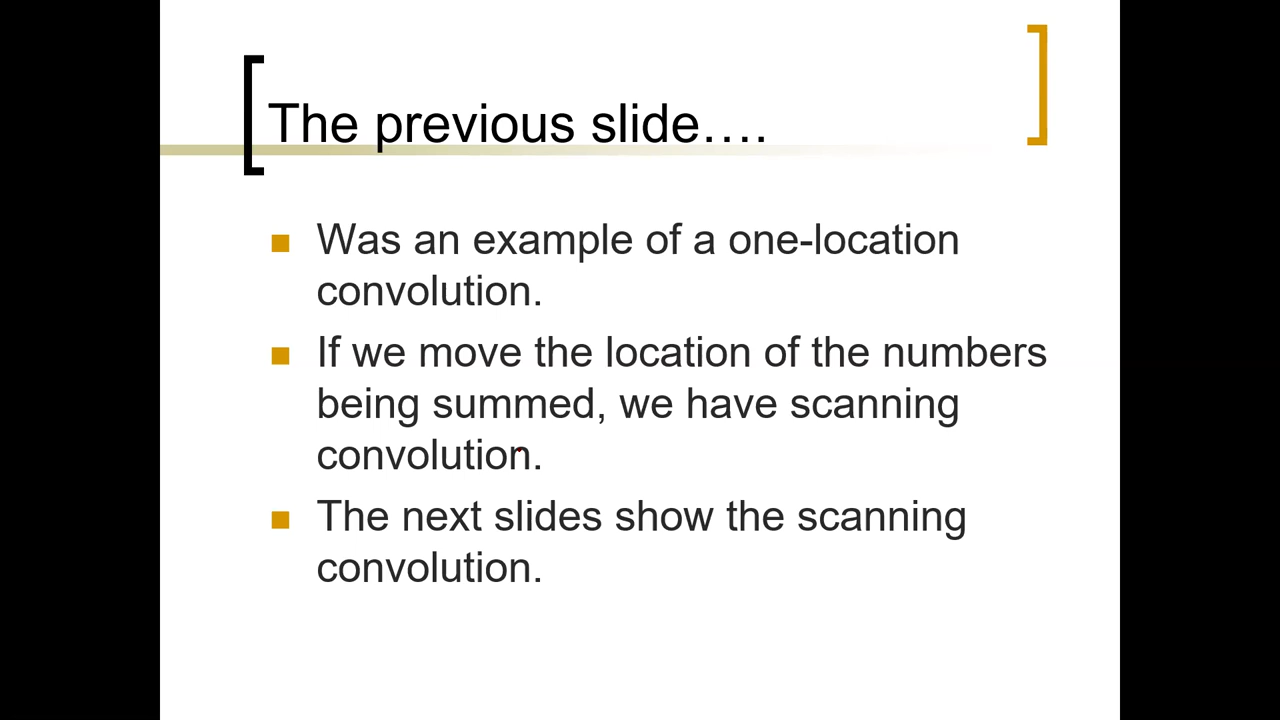 The previous slide….
Was an example of a one-location
convolution.
If we move the location of the numbers
being summed, we have scanning
convolution.
The next slides show the scanning
convolution.